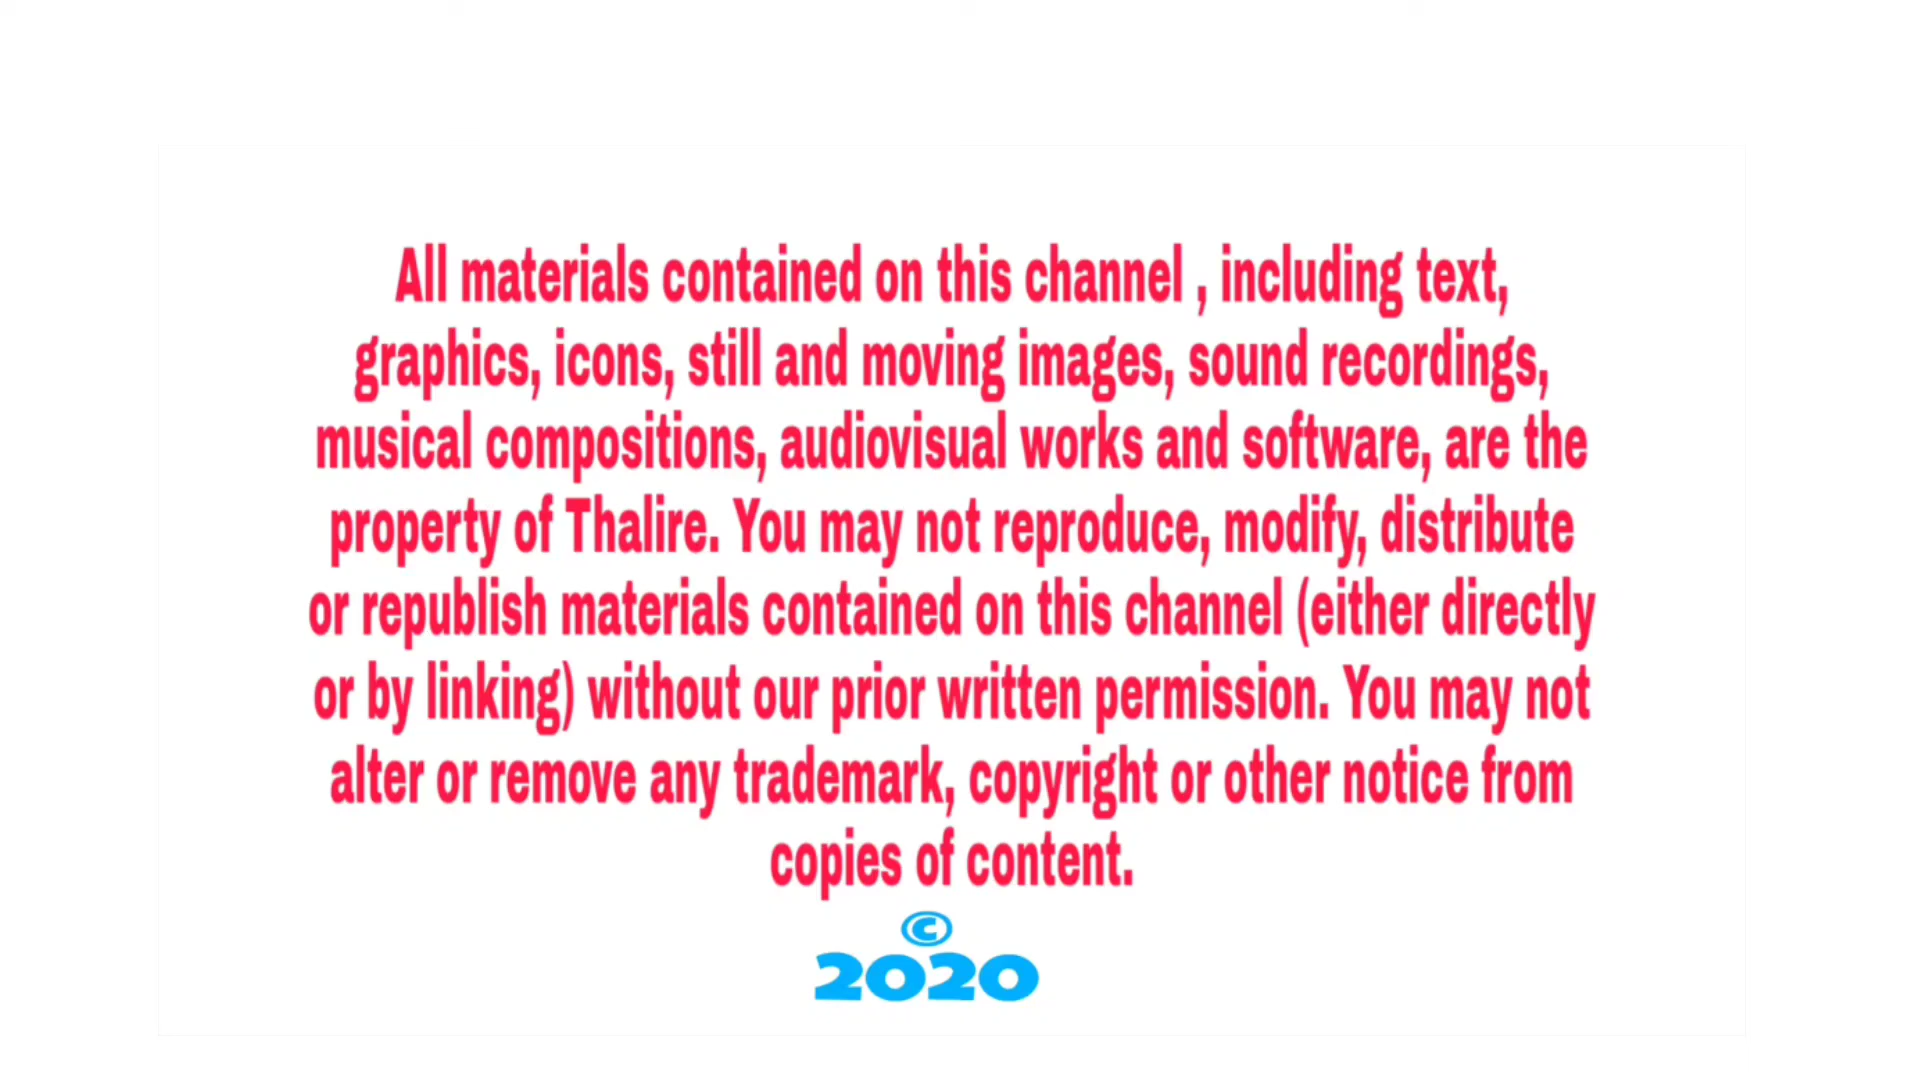 All materials contained on this channel , including text,
graphics, icons, still and moving images, sound recordings,
musical compositions, audiovisual works and software, are the
property of Thalire. You may not reproduce, modify, distribute
or republish materials contained on this channel (either directly
or by linking) without our prior written permission. You may not
alter or remove any trademark, copyright or other notice from
copies of content.
©
2020